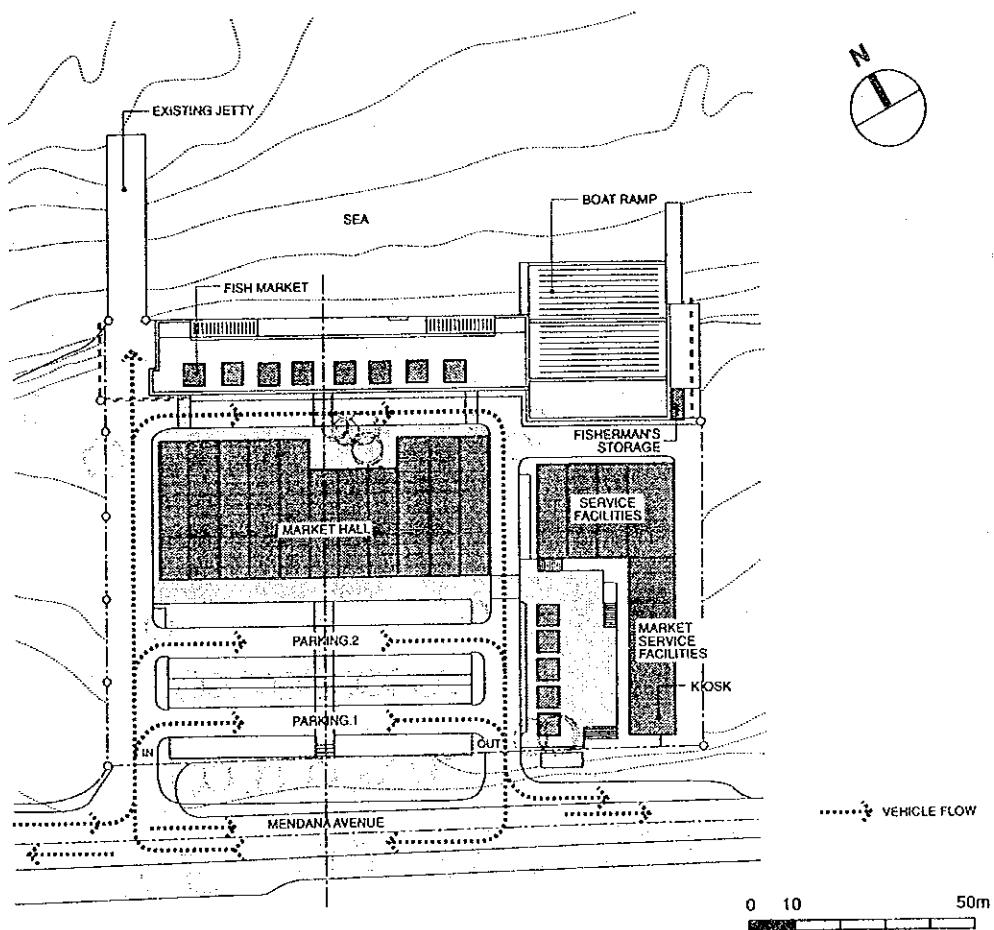 N
EXISTING JETTY
SEA
BOAT RAMP
FISH MARKET
FISHERMAN'S
STORAGE
SERVICE
FACILITIES
MARKET HALL
PARKING.2
MARKET
SERVICE
FACILITIES
KIOSK
PARKING.1
IN
OUT
MENDANA AVENUE
VEHICLE FLOW
0 10 50m